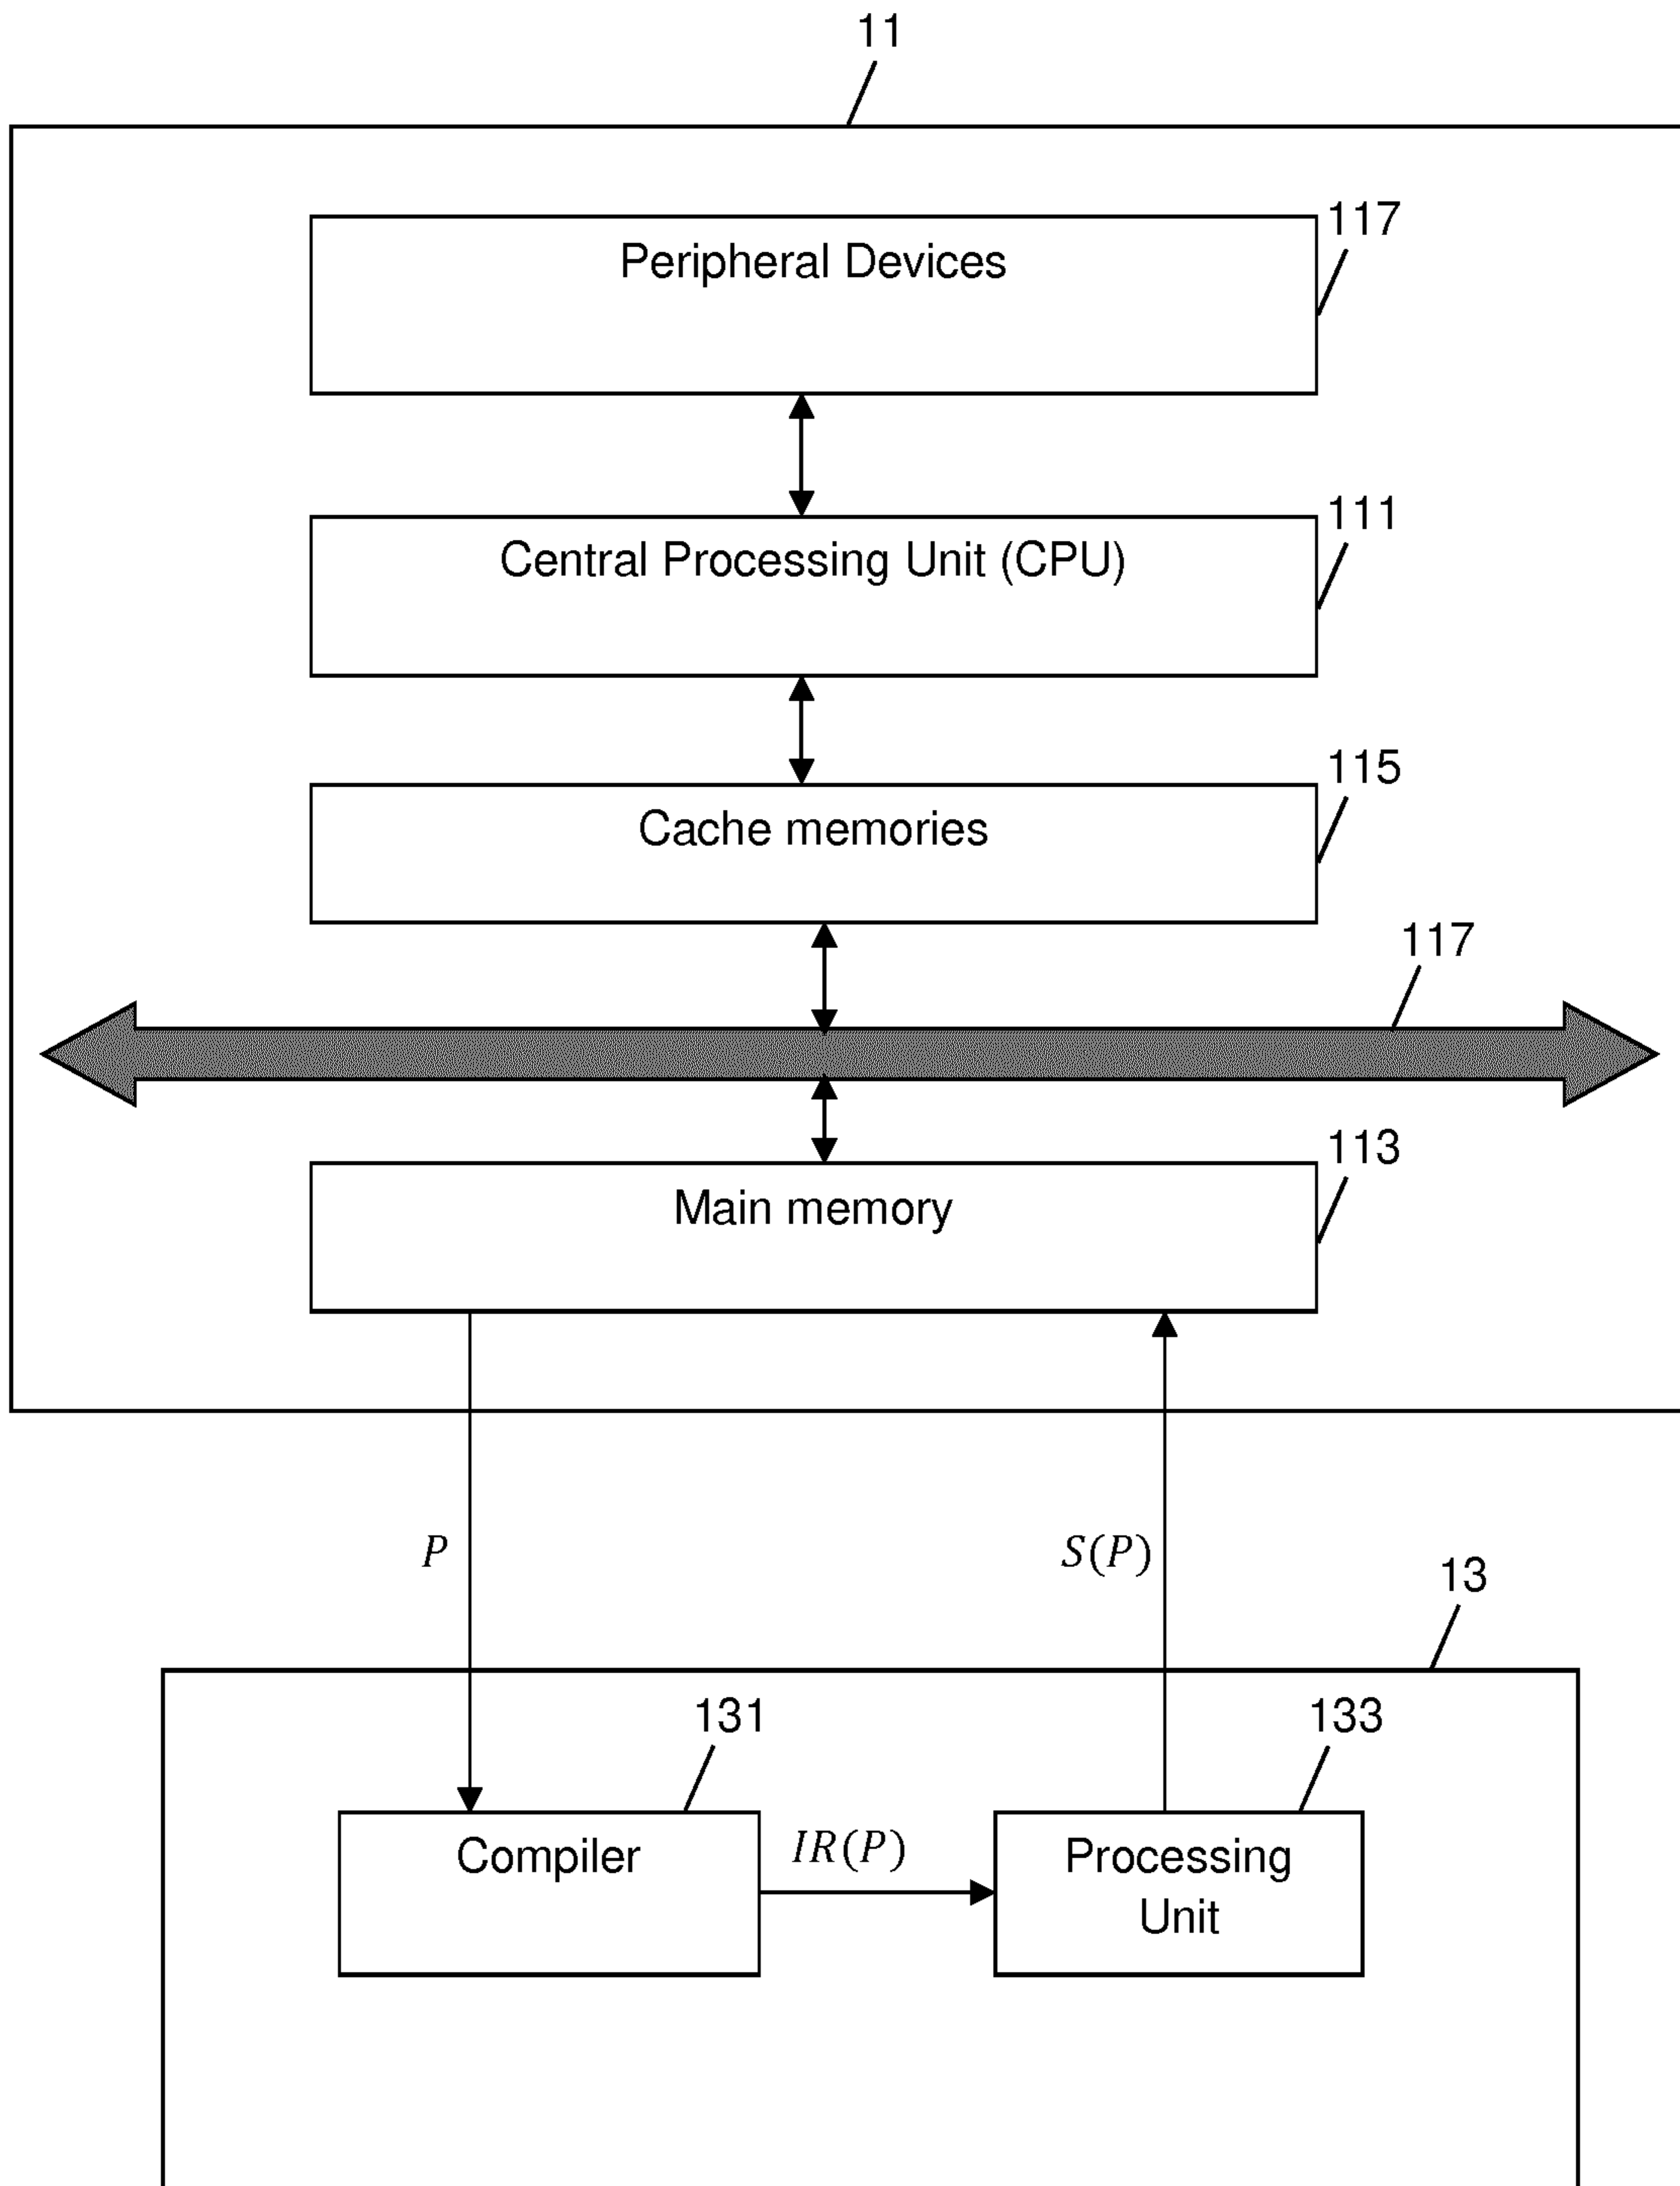 11
117
Peripheral Devices
111
Central Processing Unit (CPU)
115
Cache memories
117
113
Main memory
P
S(P)
13
131
133
Compiler
IR(P)
Processing
Unit